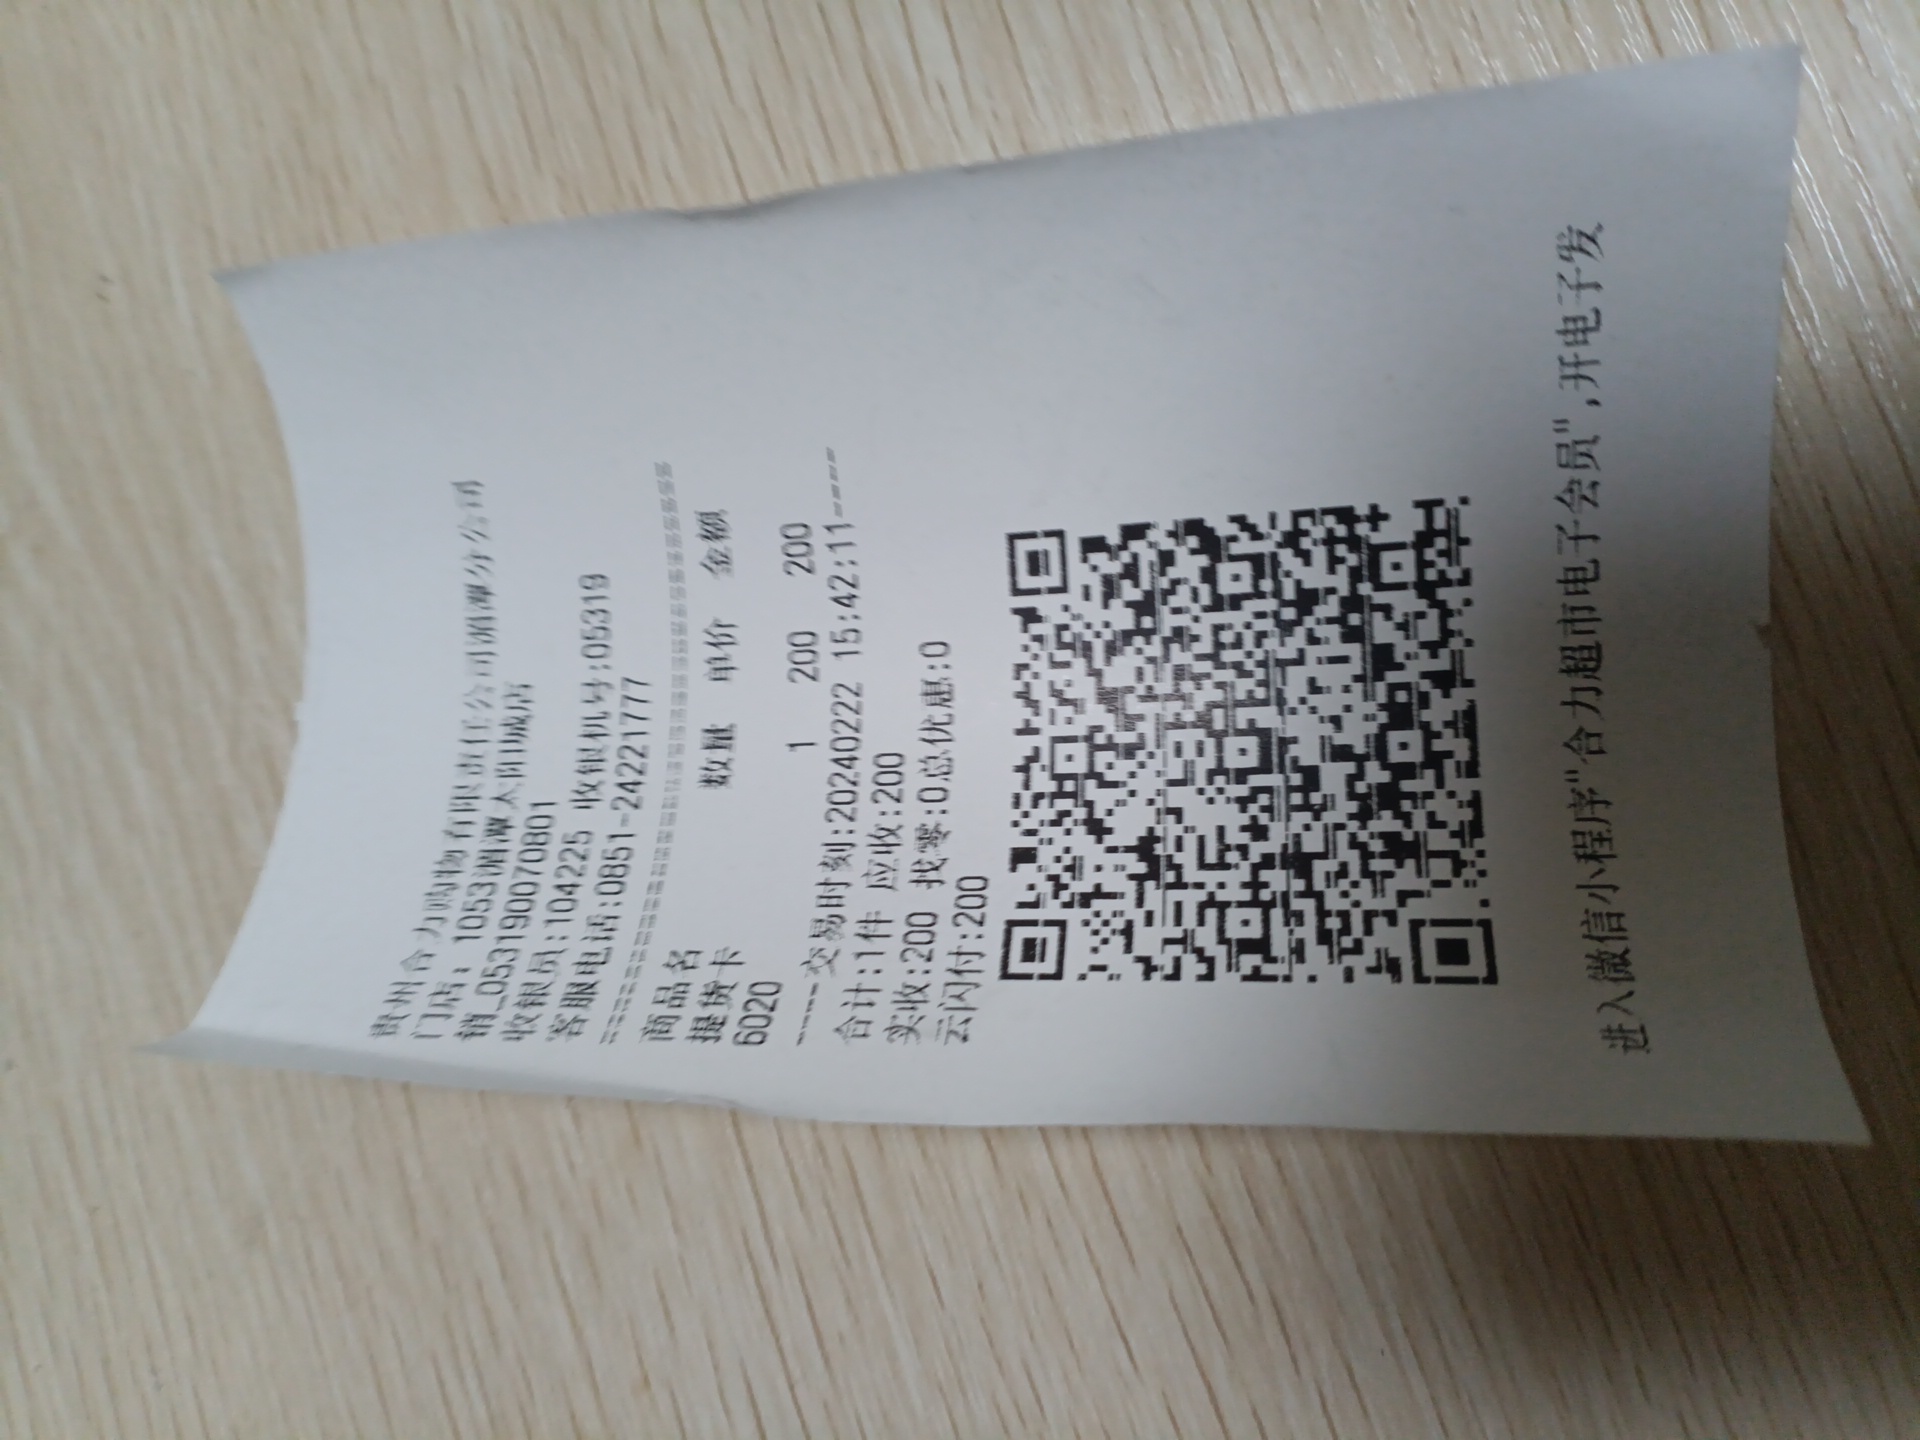 贵州合力购物有限责任公司湄潭分公司
门店: 1053湄潭太阳城店
销_0531900070801
收银员:104225 收银机号:05319
客服电话:0851-24221777
================================
商品名 数量 单价 金额
提货卡
6020 1 200 200
----交易时刻:20240222 15:42:11----
合计:1件 应收:200
实收:200 找零:0总优惠:0
云闪付:200
进入微信小程序"合力超市电子会员",开电子发